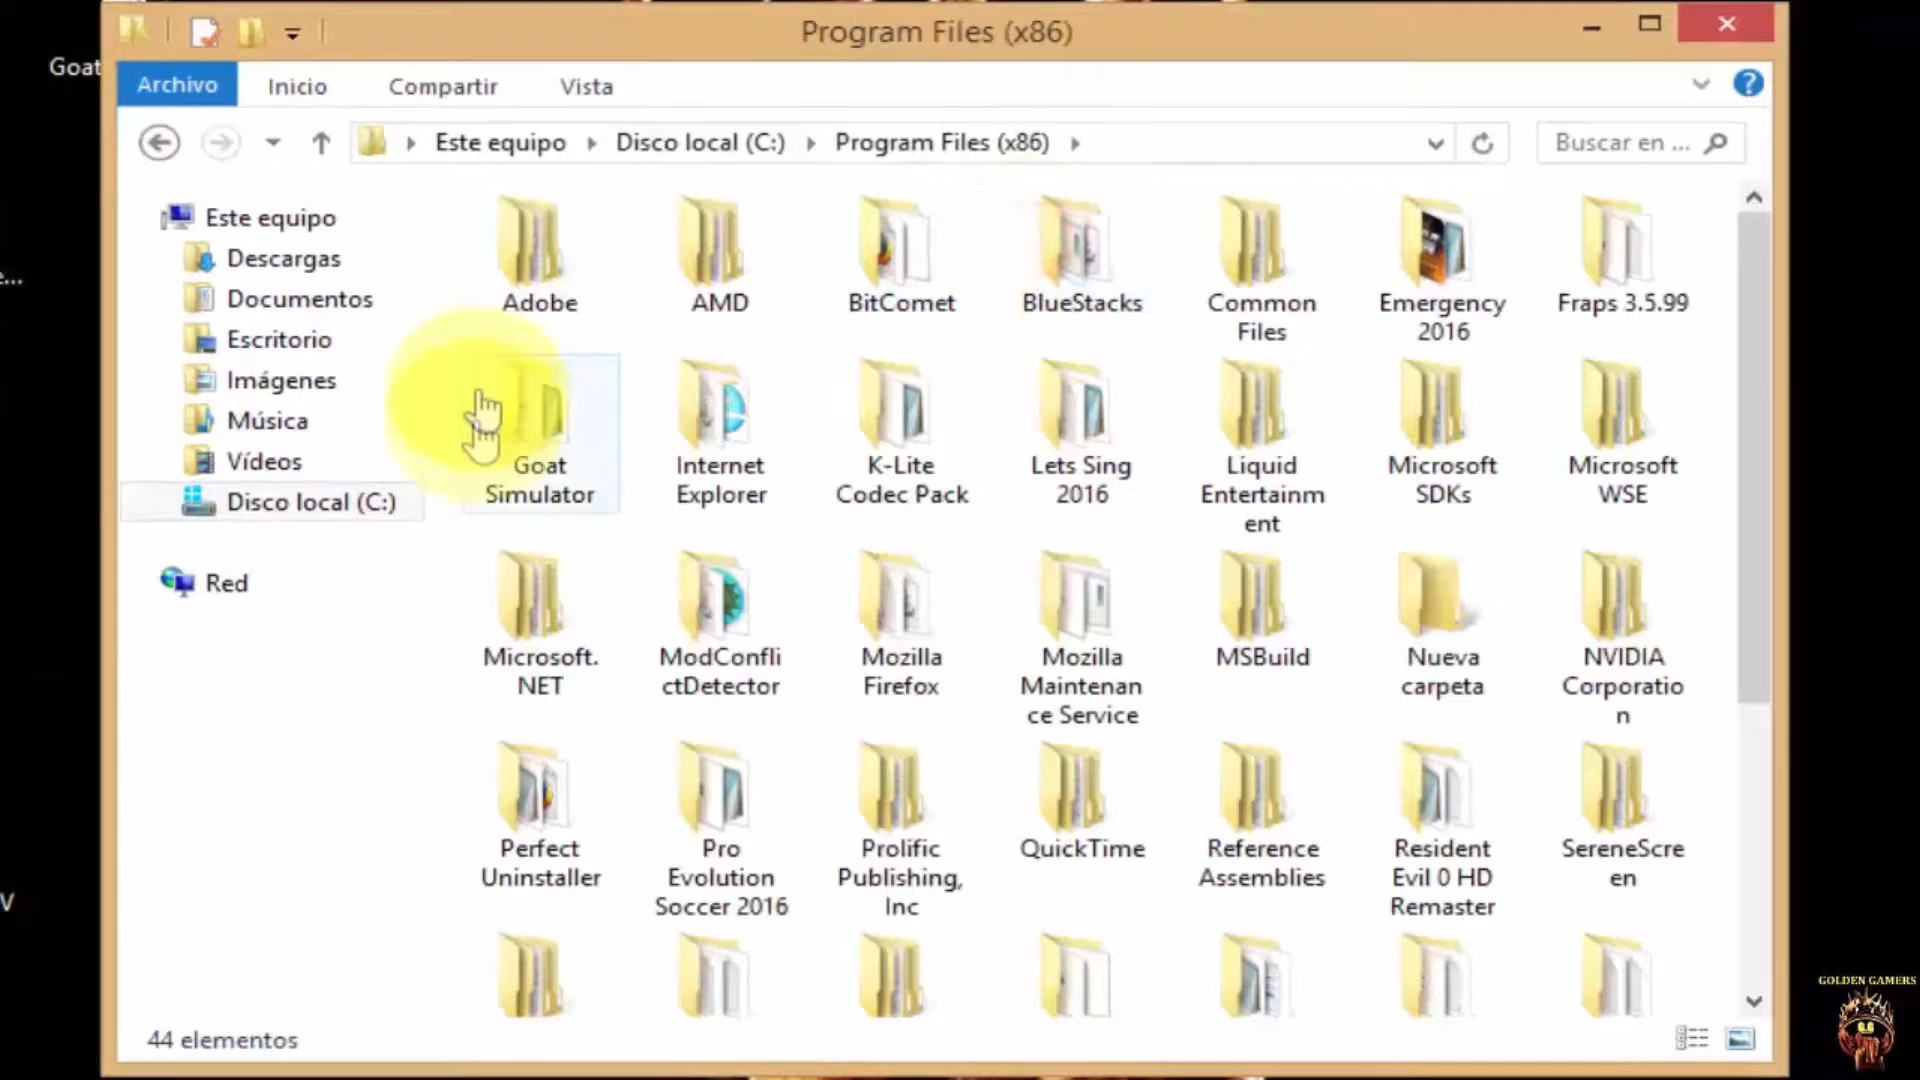 Program Files (x86)
Goat
Archivo Inicio Compartir Vista
Este equipo Disco local (C:) Program Files (x86)
Buscar en ...
Este equipo
Descargas
Documentos
Escritorio
Imágenes
Música
Vídeos
Disco local (C:)
Red
e...
V
Adobe
AMD
BitComet
BlueStacks
Common
Files
Emergency
2016
Fraps 3.5.99
Goat
Simulator
Internet
Explorer
K-Lite
Codec Pack
Lets Sing
2016
Liquid
Entertainm
ent
Microsoft
SDKs
Microsoft
WSE
Microsoft.
NET
ModConfli
ctDetector
Mozilla
Firefox
Mozilla
Maintenan
ce Service
MSBuild
Nueva
carpeta
NVIDIA
Corporatio
n
Perfect
Uninstaller
Pro
Evolution
Soccer 2016
Prolific
Publishing,
Inc
QuickTime
Reference
Assemblies
Resident
Evil 0 HD
Remaster
SereneScre
en
44 elementos
GOLDEN GAMERS
G.G